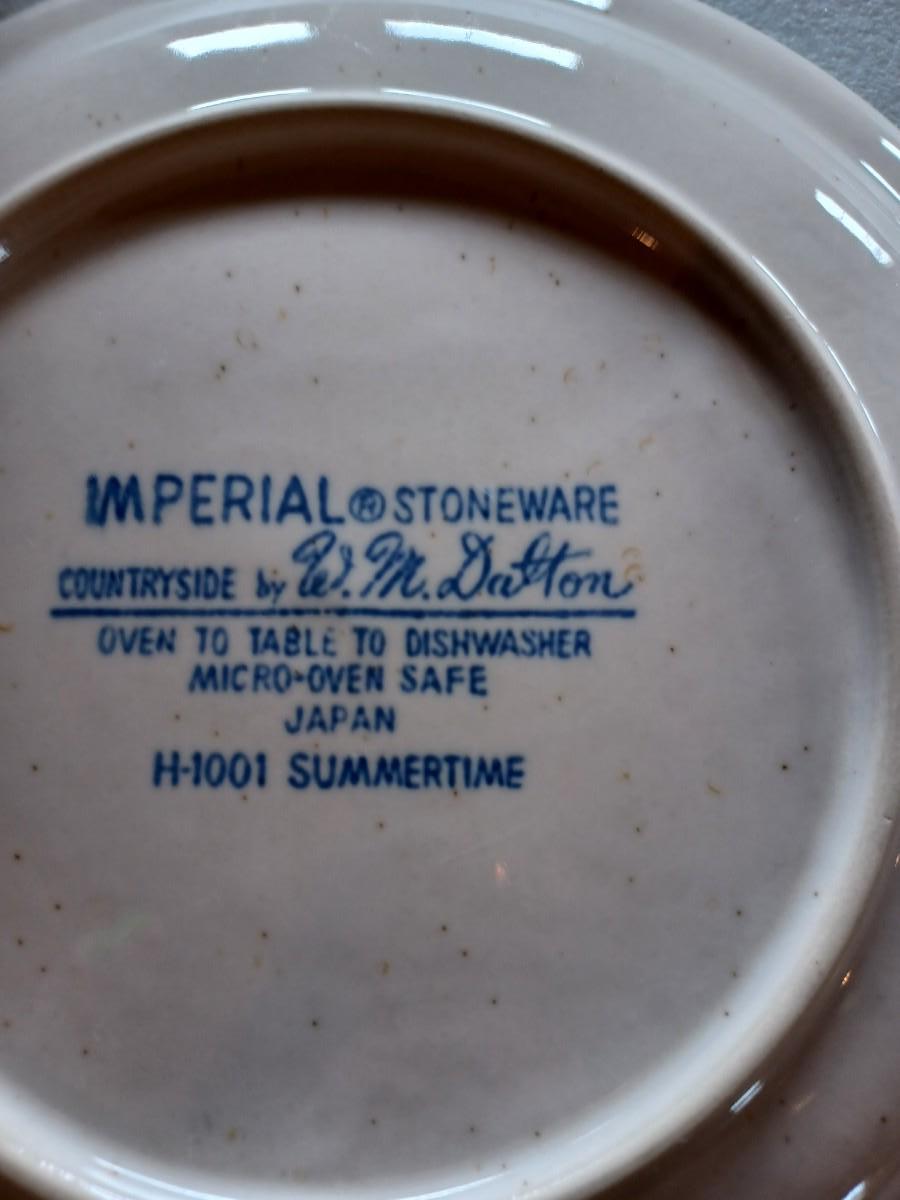 IMPERIAL® STONEWARE
COUNTRYSIDE by W. M. Dalton
OVEN TO TABLE TO DISHWASHER
MICRO-OVEN SAFE
JAPAN
H-1001 SUMMERTIME